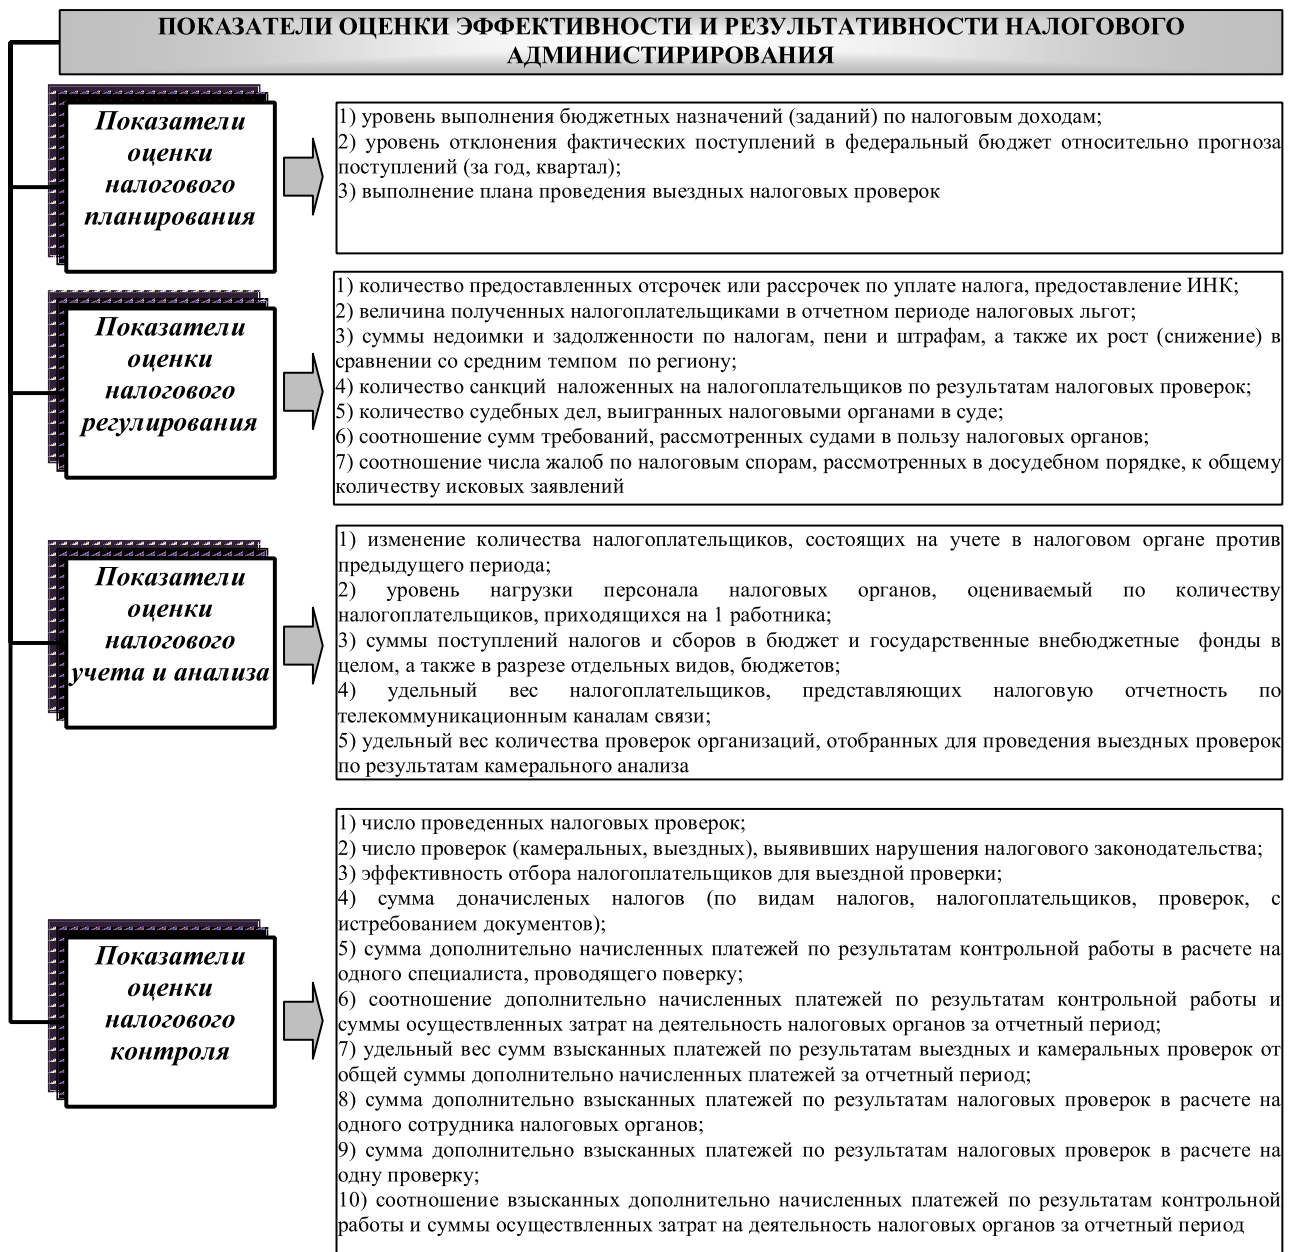 ПОКАЗАТЕЛИ ОЦЕНКИ ЭФФЕКТИВНОСТИ И РЕЗУЛЬТАТИВНОСТИ НАЛОГОВОГО
АДМИНИСТИРИРОВАНИЯ
Показатели
оценки
налогового
планирования
1) уровень выполнения бюджетных назначений (заданий) по налоговым доходам;
2) уровень отклонения фактических поступлений в федеральный бюджет относительно прогноза
поступлений (за год, квартал);
3) выполнение плана проведения выездных налоговых проверок
Показатели
оценки
налогового
регулирования
1) количество предоставленных отсрочек или рассрочек по уплате налога, предоставление ИНК;
2) величина полученных налогоплательщиками в отчетном периоде налоговых льгот;
3) суммы недоимки и задолженности по налогам, пени и штрафам, а также их рост (снижение) в
сравнении со средним темпом по региону;
4) количество санкций наложенных на налогоплательщиков по результатам налоговых проверок;
5) количество судебных дел, выигранных налоговыми органами в суде;
6) соотношение сумм требований, рассмотренных судами в пользу налоговых органов;
7) соотношение числа жалоб по налоговым спорам, рассмотренных в досудебном порядке, к общему
количеству исковых заявлений
Показатели
оценки
налогового
учета и анализа
1) изменение количества налогоплательщиков, состоящих на учете в налоговом органе против
предыдущего периода;
2) уровень нагрузки персонала налоговых органов, оцениваемый по количеству
налогоплательщиков, приходящихся на 1 работника;
3) суммы поступлений налогов и сборов в бюджет и государственные внебюджетные фонды в
целом, а также в разрезе отдельных видов, бюджетов;
4) удельный вес налогоплательщиков, представляющих налоговую отчетность по
телекоммуникационным каналам связи;
5) удельный вес количества проверок организаций, отобранных для проведения выездных проверок
по результатам камерального анализа
Показатели
оценки
налогового
контроля
1) число проведенных налоговых проверок;
2) число проверок (камеральных, выездных), выявивших нарушения налогового законодательства;
3) эффективность отбора налогоплательщиков для выездной проверки;
4) сумма доначисленых налогов (по видам налогов, налогоплательщиков, проверок, с
истребованием документов);
5) сумма дополнительно начисленных платежей по результатам контрольной работы в расчете на
одного специалиста, проводящего поверку;
6) соотношение дополнительно начисленных платежей по результатам контрольной работы и
суммы осуществленных затрат на деятельность налоговых органов за отчетный период;
7) удельный вес сумм взысканных платежей по результатам выездных и камеральных проверок от
общей суммы дополнительно начисленных платежей за отчетный период;
8) сумма дополнительно взысканных платежей по результатам налоговых проверок в расчете на
одного сотрудника налоговых органов;
9) сумма дополнительно взысканных платежей по результатам налоговых проверок в расчете на
одну проверку;
10) соотношение взысканных дополнительно начисленных платежей по результатам контрольной
работы и суммы осуществленных затрат на деятельность налоговых органов за отчетный период